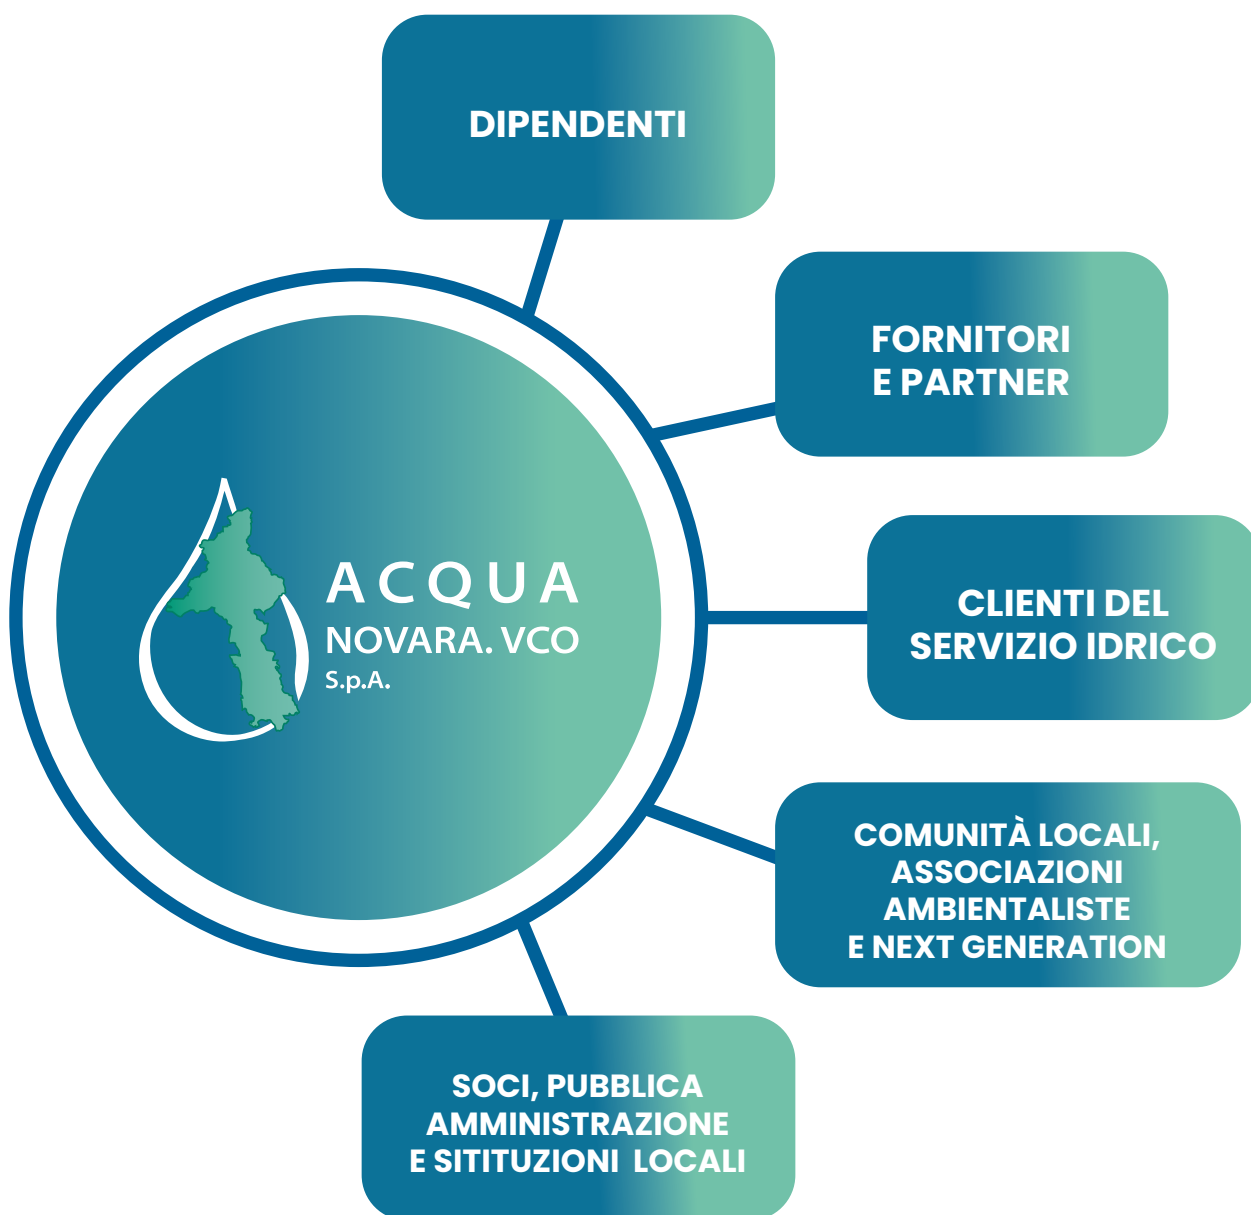 DIPENDENTI
FORNITORI
E PARTNER
ACQUA
NOVARA. VCO
S.p.A.
CLIENTI DEL
SERVIZIO IDRICO
COMUNITÀ LOCALI,
ASSOCIAZIONI
AMBIENTALISTE
E NEXT GENERATION
SOCI, PUBBLICA
AMMINISTRAZIONE
E SITITUZIONI LOCALI